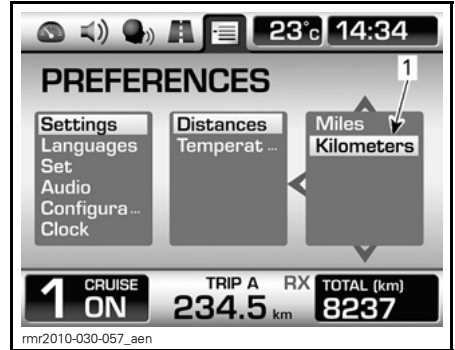 23°c 14:34
1
PREFERENCES
Settings
Languages
Set
Audio
Configura ...
Clock
Distances
Temperat ...
Miles
Kilometers
1 CRUISE ON
TRIP A RX
234.5 km
TOTAL (km)
8237
rmr2010-030-057_aen